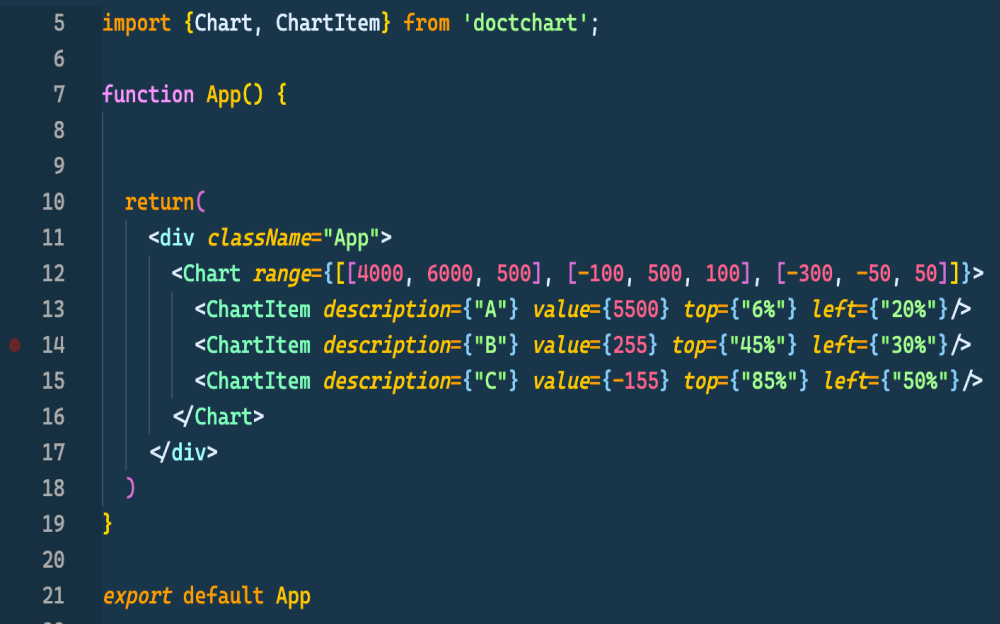 5 import {Chart, ChartItem} from 'doctchart';
6
7 function App() {
8
9
10 return(
11 <div className="App">
12 <Chart range={[[4000, 6000, 500], [-100, 500, 100], [-300, -50, 50]]}>
13 <ChartItem description={"A"} value={5500} top={"6%"} left={"20%"}/>
14 <ChartItem description={"B"} value={255} top={"45%"} left={"30%"}/>
15 <ChartItem description={"C"} value={-155} top={"85%"} left={"50%"}/>
16 </Chart>
17 </div>
18 )
19 }
20
21 export default App